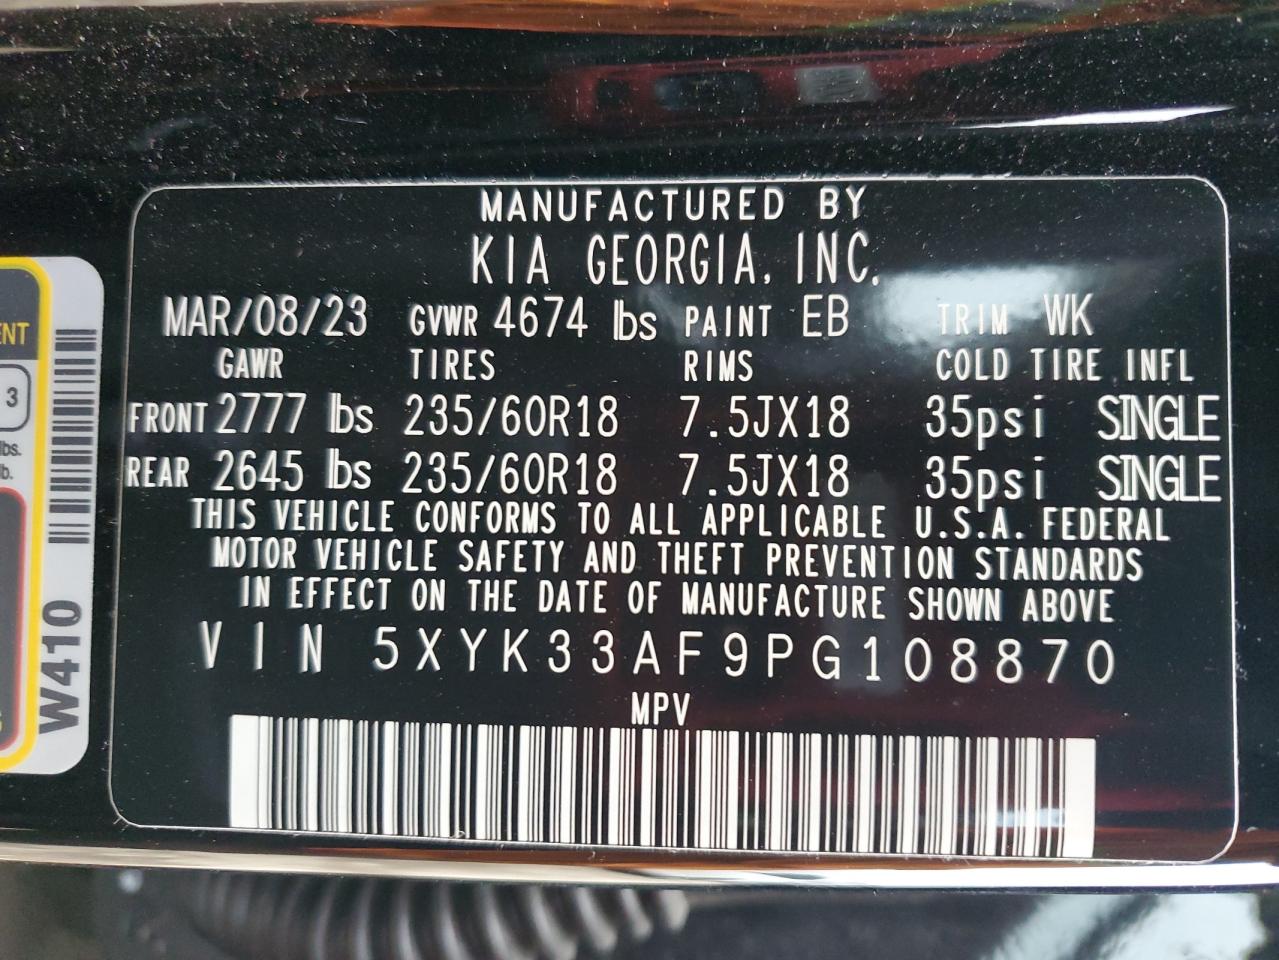 MANUFACTURED BY
KIA GEORGIA, INC.
MAR/08/23 GVWR 4674 lbs PAINT EB TRIM WK
GAWR TIRES RIMS COLD TIRE INFL
FRONT 2777 lbs 235/60R18 7.5JX18 35psi SINGLE
REAR 2645 lbs 235/60R18 7.5JX18 35psi SINGLE
THIS VEHICLE CONFORMS TO ALL APPLICABLE U.S.A. FEDERAL
MOTOR VEHICLE SAFETY AND THEFT PREVENTION STANDARDS
IN EFFECT ON THE DATE OF MANUFACTURE SHOWN ABOVE
VIN 5XYK33AF9PG108870
MPV
3
lbs.
lb.
W410